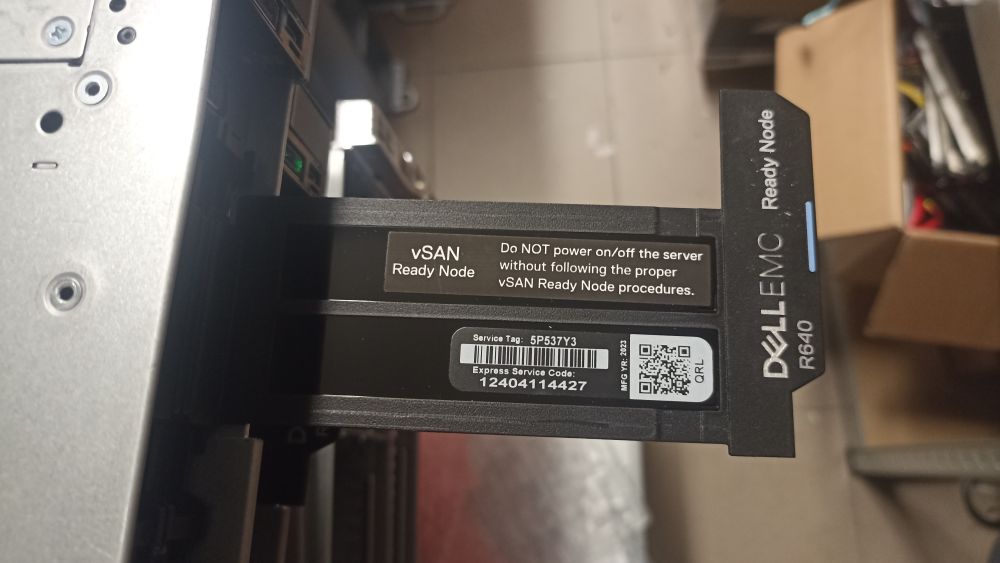 vSAN
Ready Node
Do NOT power on/off the server
without following the proper
vSAN Ready Node procedures.
Service Tag: 5P537Y3
Express Service Code:
12404114427
MFG YR: 2023
QRL
DELLEMC Ready Node
R640